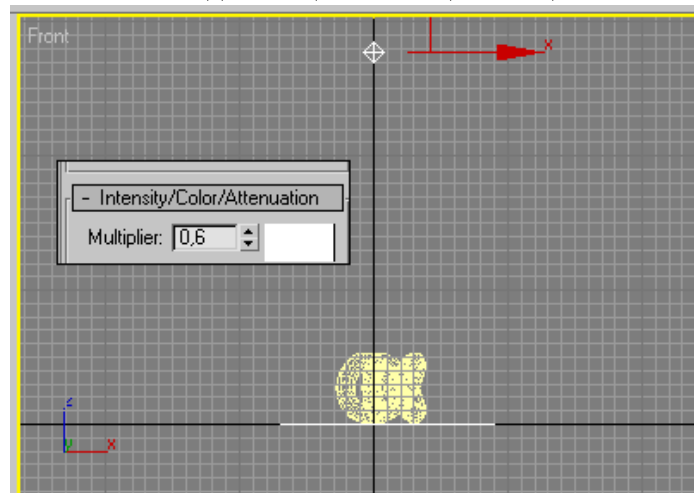 Front
x
- Intensity/Color/Attenuation
Multiplier: 0,6
z
y x